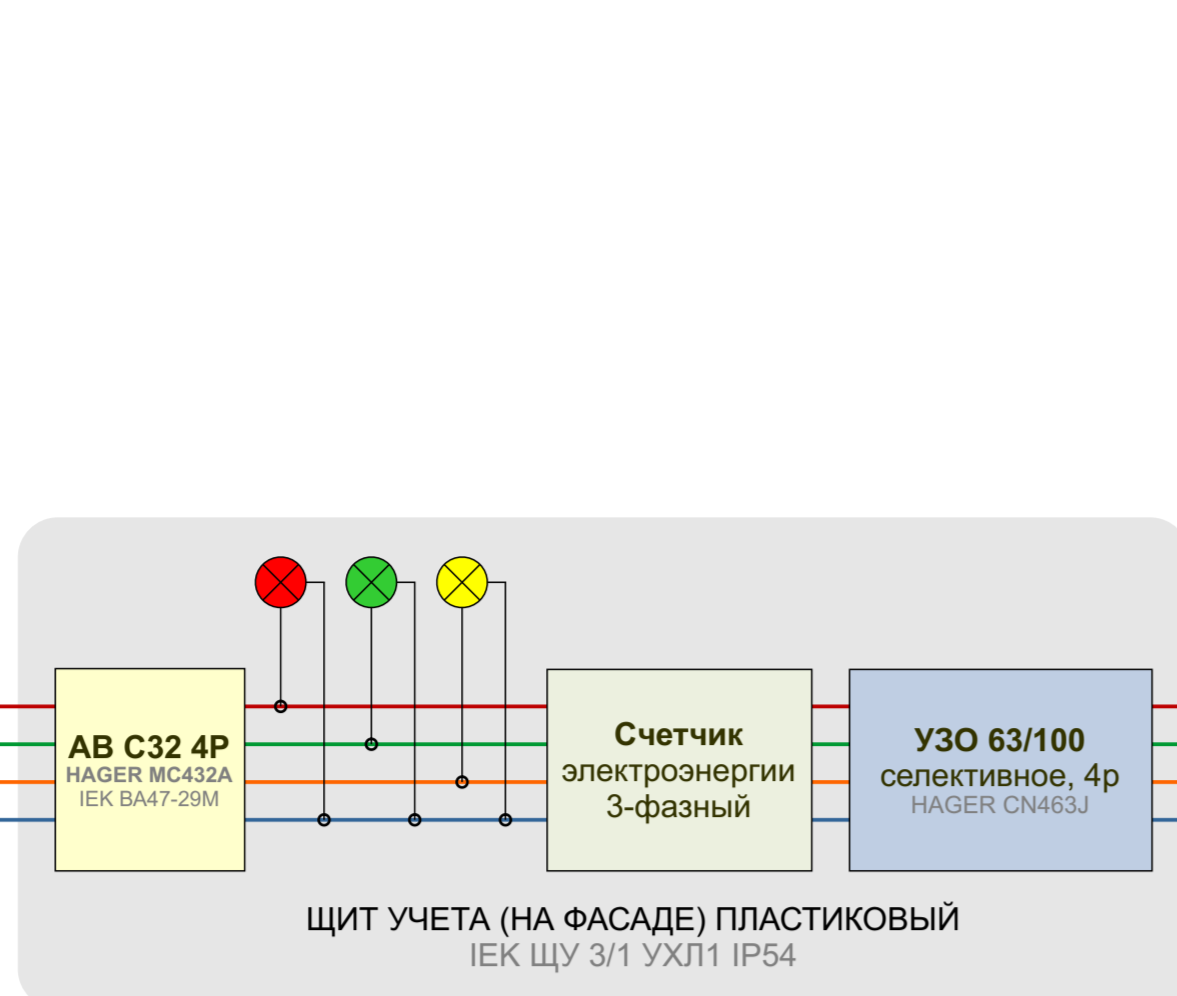 АВ С32 4P
HAGER MC432A
IEK ВА47-29М
Счетчик
электроэнергии
3-фазный
УЗО 63/100
селективное, 4р
HAGER CN463J
ЩИТ УЧЕТА (НА ФАСАДЕ) ПЛАСТИКОВЫЙ
IEK ЩУ 3/1 УХЛ1 IP54